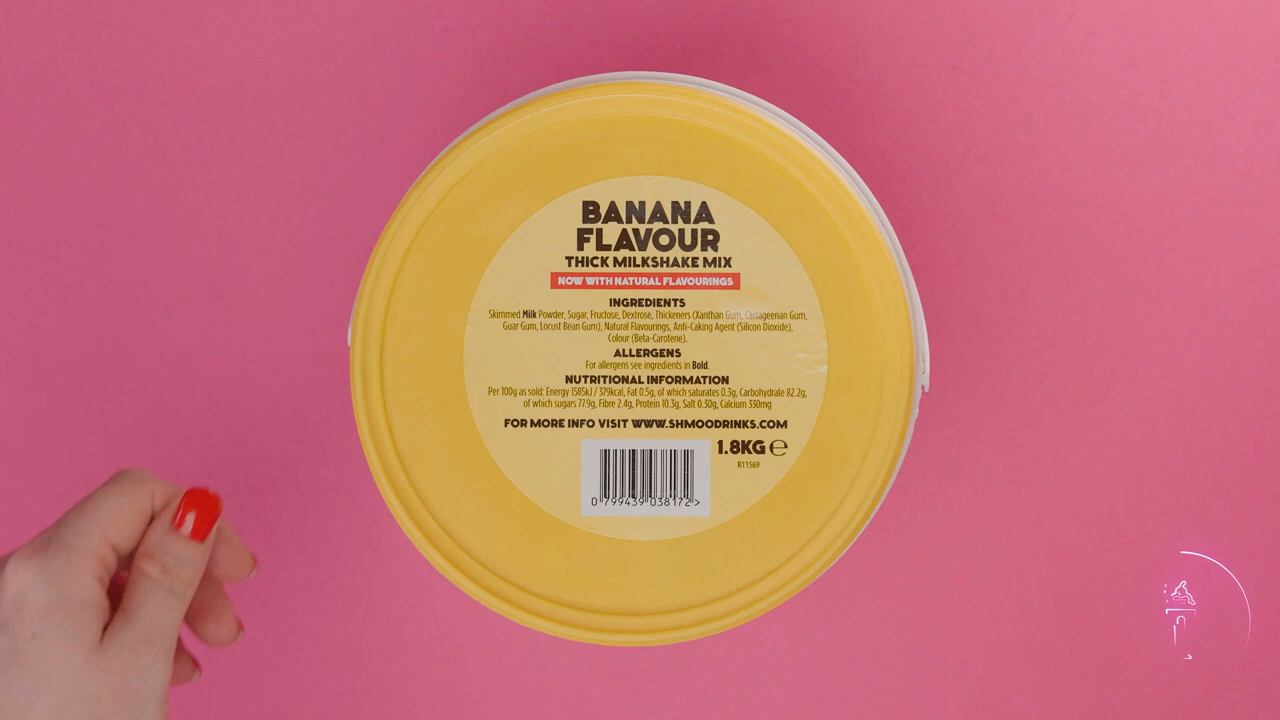 BANANA
FLAVOUR
THICK MILKSHAKE MIX
NOW WITH NATURAL FLAVOURINGS
INGREDIENTS
Skimmed Milk Powder, Sugar, Fructose, Dextrose, Thickeners (Xanthan Gum, Carrageenan Gum,
Guar Gum, Locust Bean Gum), Natural Flavourings, Anti-Caking Agent (Silicon Dioxide),
Colour (Beta-Carotene).
ALLERGENS
For allergens see ingredients in Bold.
NUTRITIONAL INFORMATION
Per 100g as sold: Energy 1585kJ / 379kcal, Fat 0.5g, of which saturates 0.3g, Carbohydrate 82.2g,
of which sugars 77.9g, Fibre 2.4g, Protein 10.3g, Salt 0.30g, Calcium 330mg
FOR MORE INFO VISIT WWW.SHMOODRINKS.COM
1.8KG ℮
R11569
0 799439 038172 >